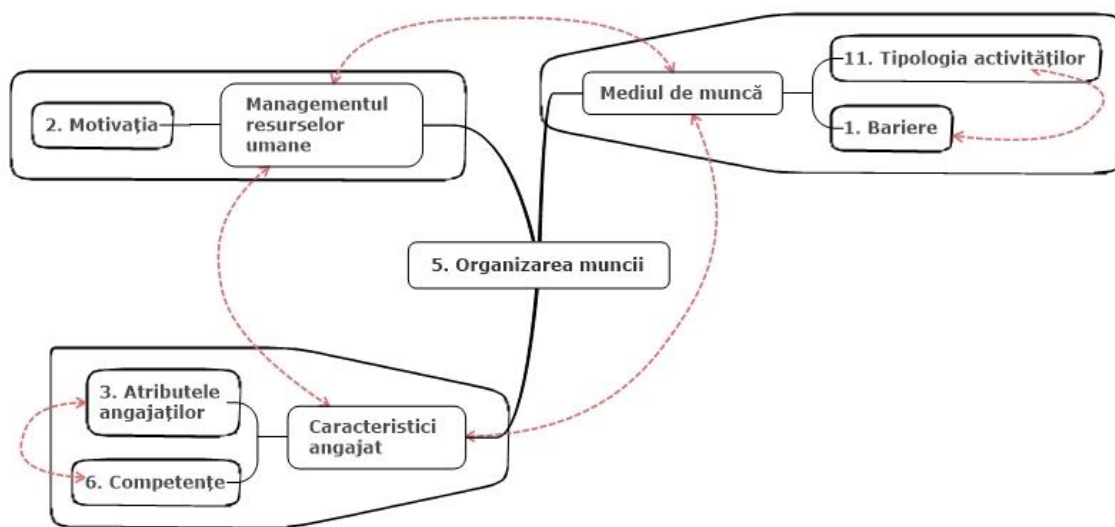 11. Tipologia activităților
Mediul de muncă
1. Bariere
2. Motivația
Managementul
resurselor
umane
5. Organizarea muncii
3. Atributele
angajaților
Caracteristici
angajat
6. Competențe